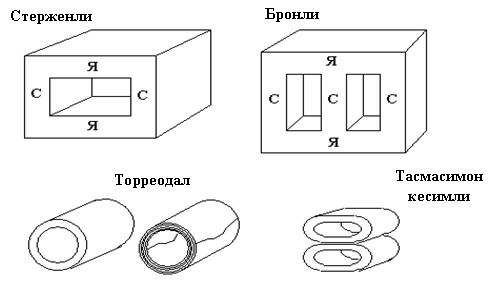 Стерженли
Бронли
Я
С С
Я
Я
С С С
Я
Торреодал
Тасмасимон
кесимли